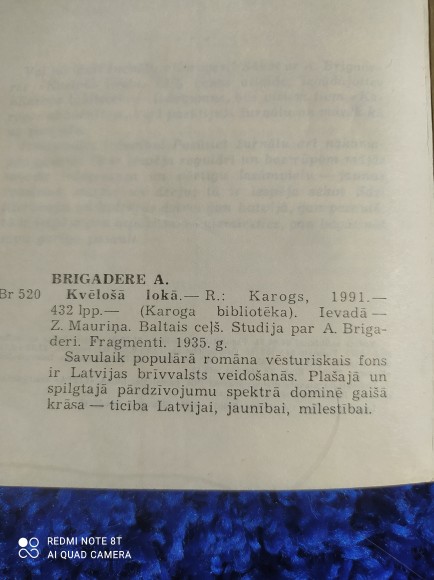 BRIGADERE A.
Br 520 Kvēlošā lokā.— R.: Karogs, 1991.—
432 lpp.— (Karoga bibliotēka). Ievadā —
Z. Mauriņa. Baltais ceļš. Studija par A. Briga-
deri. Fragmenti. 1935. g.
Savulaik populārā romāna vēsturiskais fons
ir Latvijas brīvvalsts veidošanās. Plašajā un
spilgtajā pārdzīvojumu spektrā dominē gaišā
krāsa — ticība Latvijai, jaunībai, mīlestībai.
REDMI NOTE 8T
AI QUAD CAMERA